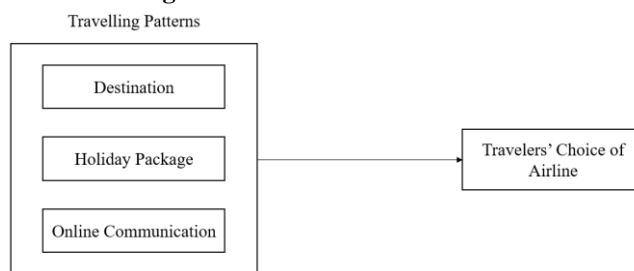 Travelling Patterns
Destination
Holiday Package
Online Communication
Travelers’ Choice of
Airline